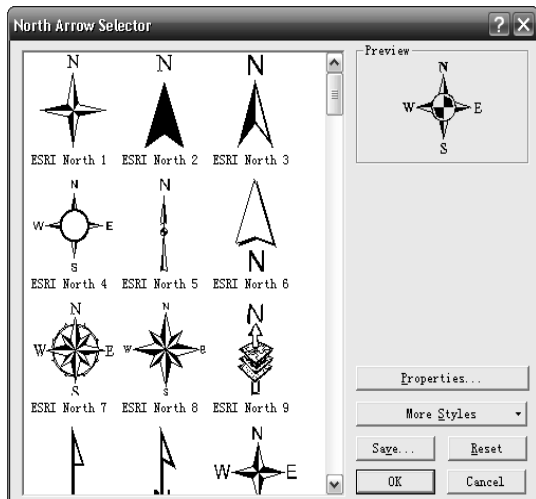 North Arrow Selector
N N N
ESRI North 1 ESRI North 2 ESRI North 3
N N
W E
S N
ESRI North 4 ESRI North 5 ESRI North 6
N N N
W E W E
S S
ESRI North 7 ESRI North 8 ESRI North 9
N
W E
Preview
N
W E
S
Properties...
More Styles
Save... Reset
OK Cancel